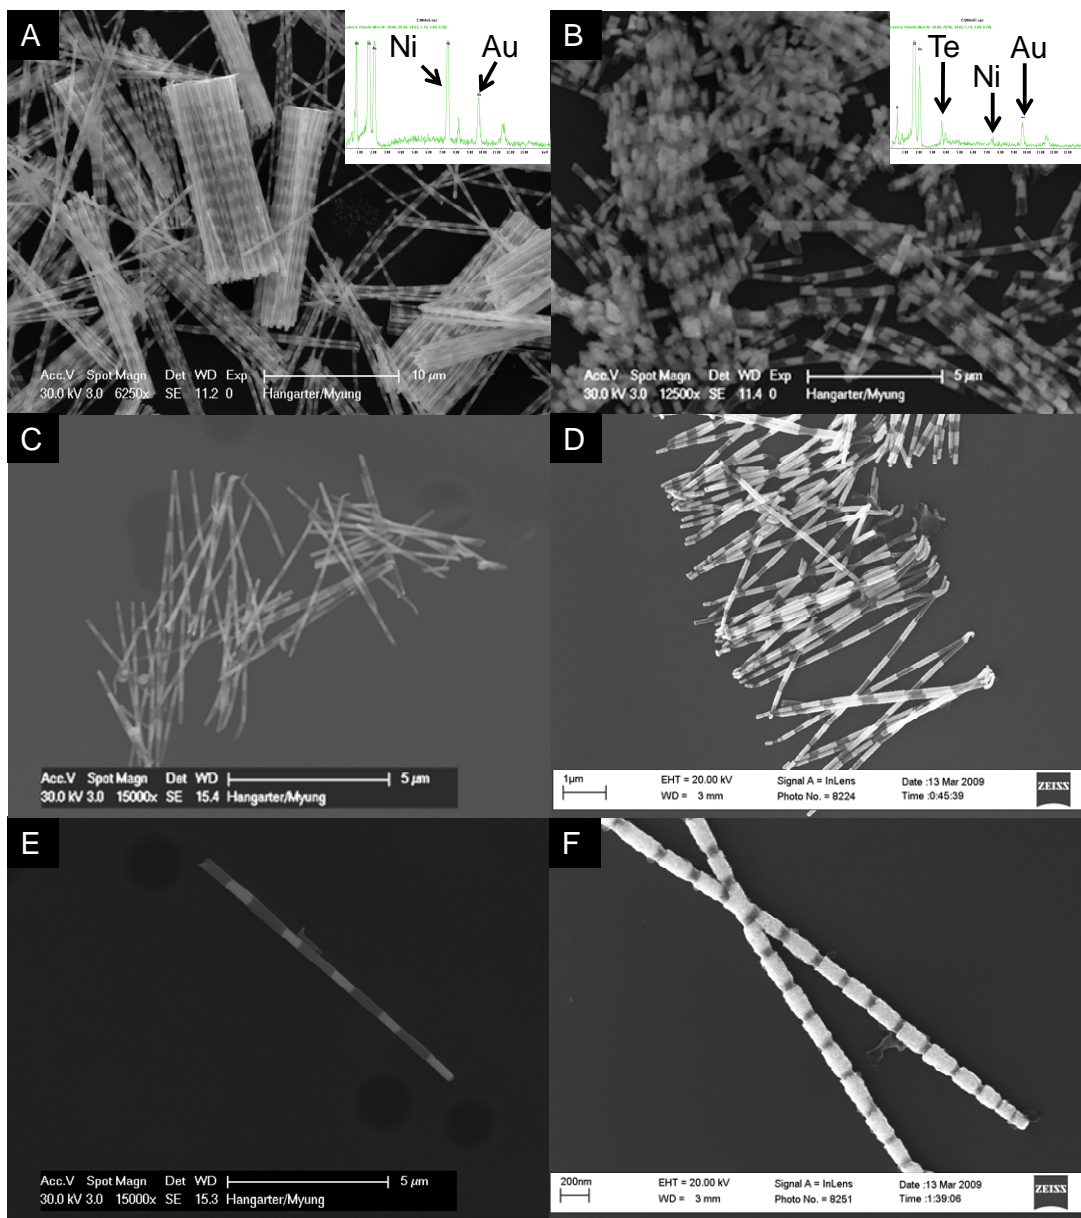 A
Ni
Au
Acc.V Spot Magn Det WD Exp
10 µm
30.0 kV 3.0 6250x SE 11.2 0
Hangarter/Myung
B
Te
Au
Ni
Acc.V Spot Magn Det WD Exp
5 µm
30.0 kV 3.0 12500x SE 11.4 0
Hangarter/Myung
C
Acc.V Spot Magn Det WD
5 µm
30.0 kV 3.0 15000x SE 15.4 Hangarter/Myung
D
1µm
EHT = 20.00 kV Signal A = InLens Date :13 Mar 2009
WD = 3 mm Photo No. = 8224 Time :0:45:39
ZEISS
E
Acc.V Spot Magn Det WD
5 µm
30.0 kV 3.0 15000x SE 15.3 Hangarter/Myung
F
200nm
EHT = 20.00 kV Signal A = InLens Date :13 Mar 2009
WD = 3 mm Photo No. = 8251 Time :1:39:06
ZEISS